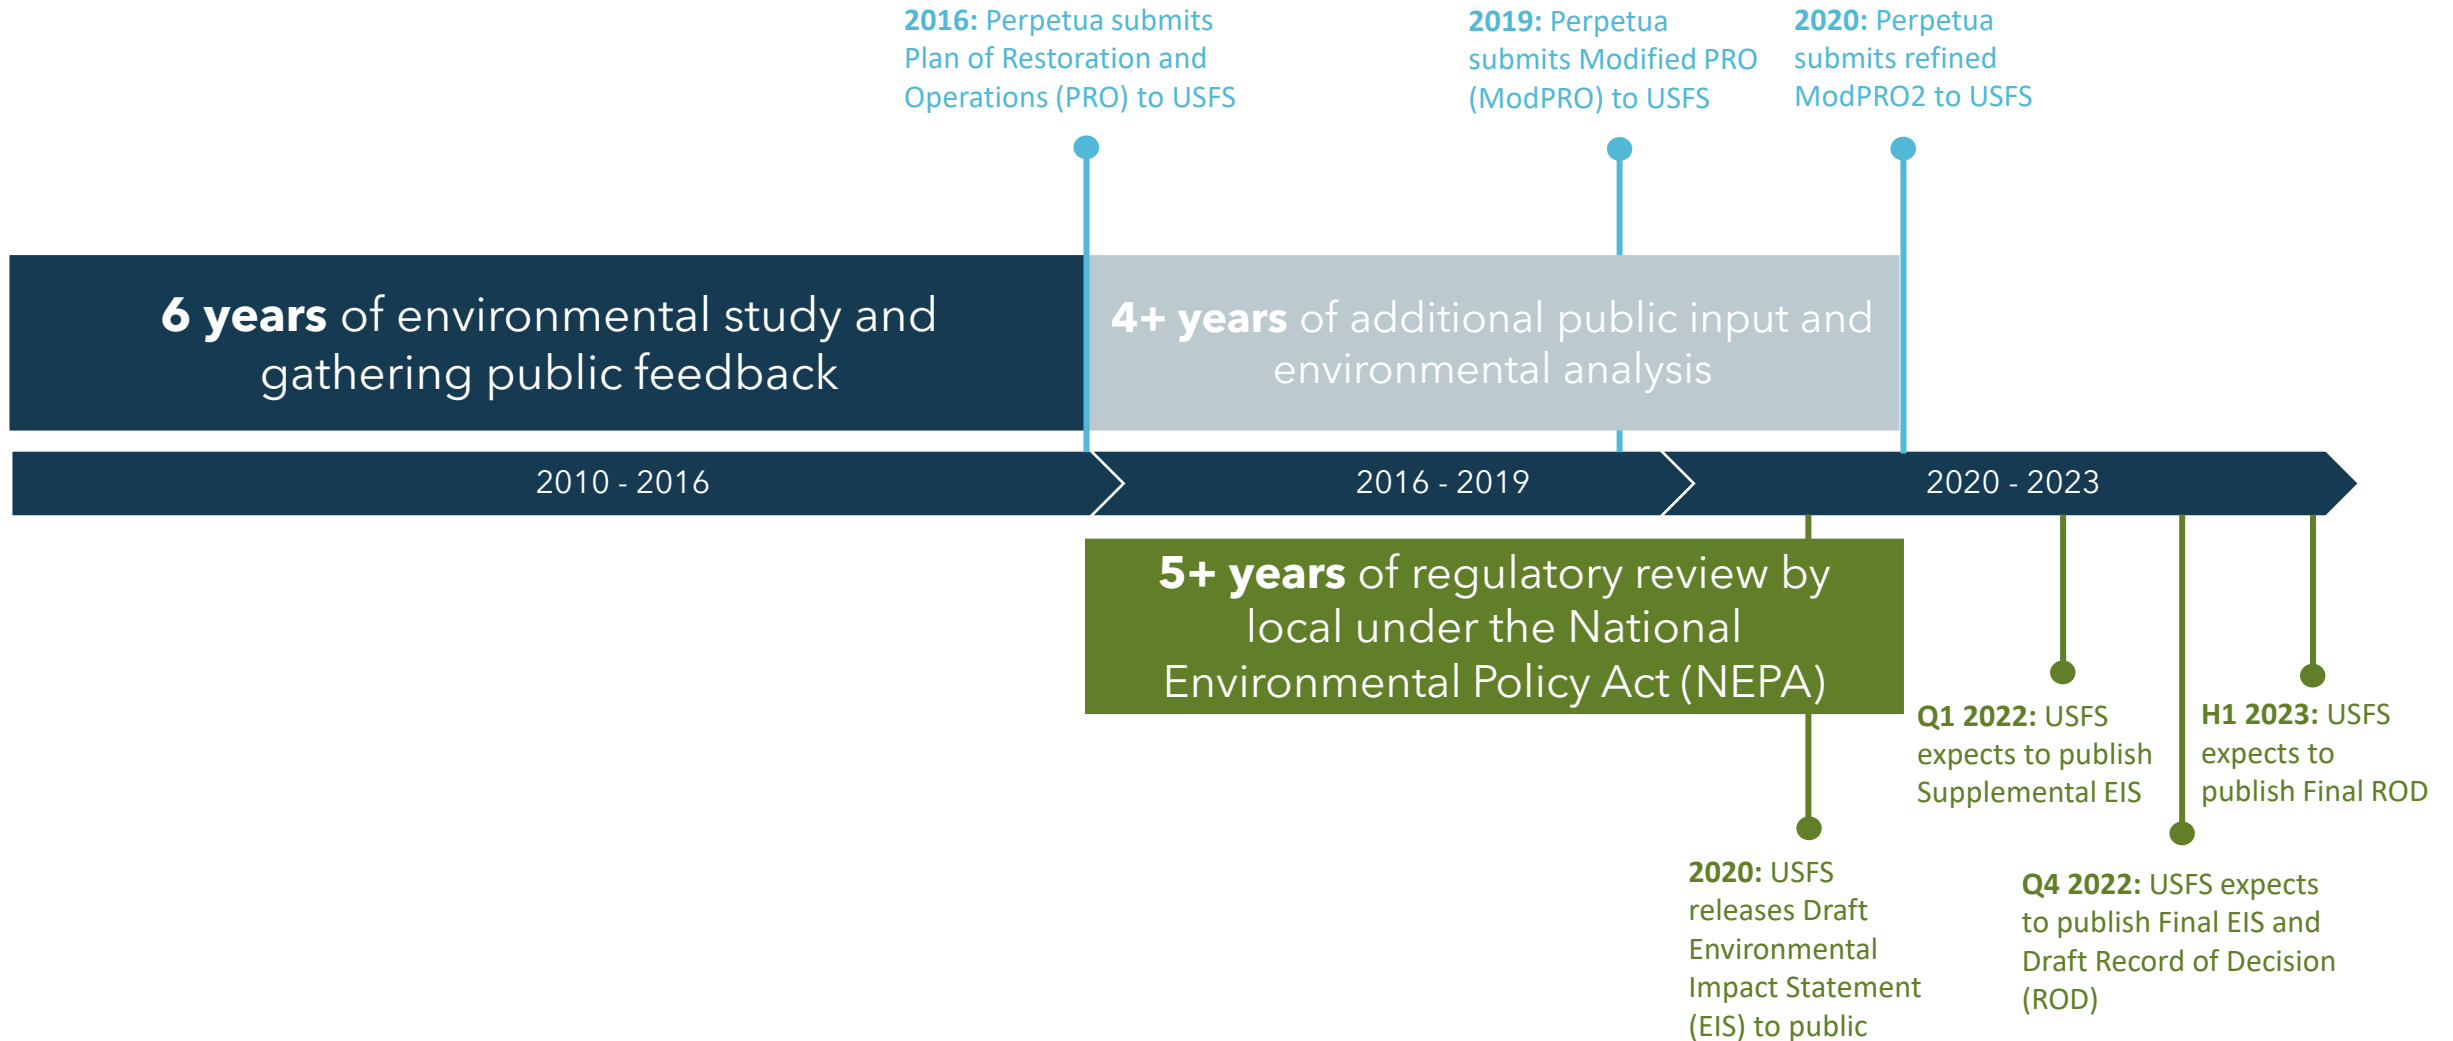 2016: Perpetua submits
Plan of Restoration and
Operations (PRO) to USFS
2019: Perpetua
submits Modified PRO
(ModPRO) to USFS
2020: Perpetua
submits refined
ModPRO2 to USFS
6 years of environmental study and
gathering public feedback
4+ years of additional public input and
environmental analysis
2010 - 2016
2016 - 2019
2020 - 2023
5+ years of regulatory review by
local under the National
Environmental Policy Act (NEPA)
2020: USFS
releases Draft
Environmental
Impact Statement
(EIS) to public
Q1 2022: USFS
expects to publish
Supplemental EIS
Q4 2022: USFS expects
to publish Final EIS and
Draft Record of Decision
(ROD)
H1 2023: USFS
expects to
publish Final ROD